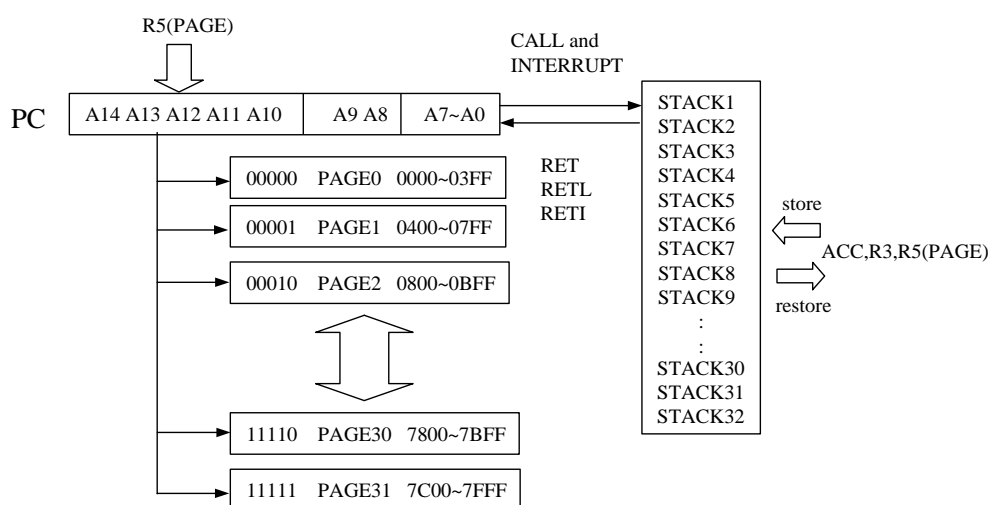 R5(PAGE)
CALL and
INTERRUPT
PC
A14 A13 A12 A11 A10
A9 A8
A7~A0
00000 PAGE0 0000~03FF
00001 PAGE1 0400~07FF
00010 PAGE2 0800~0BFF
11110 PAGE30 7800~7BFF
11111 PAGE31 7C00~7FFF
RET
RETL
RETI
STACK1
STACK2
STACK3
STACK4
STACK5
STACK6
STACK7
STACK8
STACK9
:
:
STACK30
STACK31
STACK32
store
ACC,R3,R5(PAGE)
restore